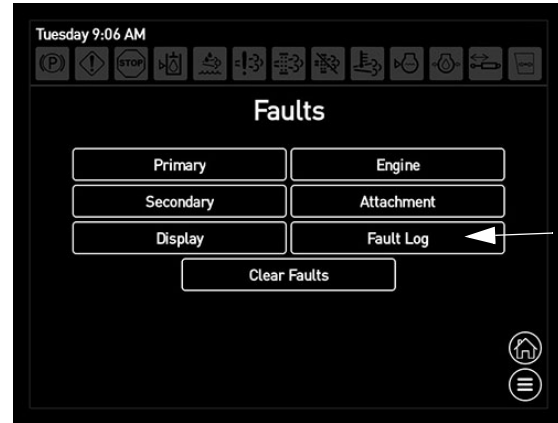 Tuesday 9:06 AM
(P) STOP
Faults
Primary Engine
Secondary Attachment
Display Fault Log
Clear Faults